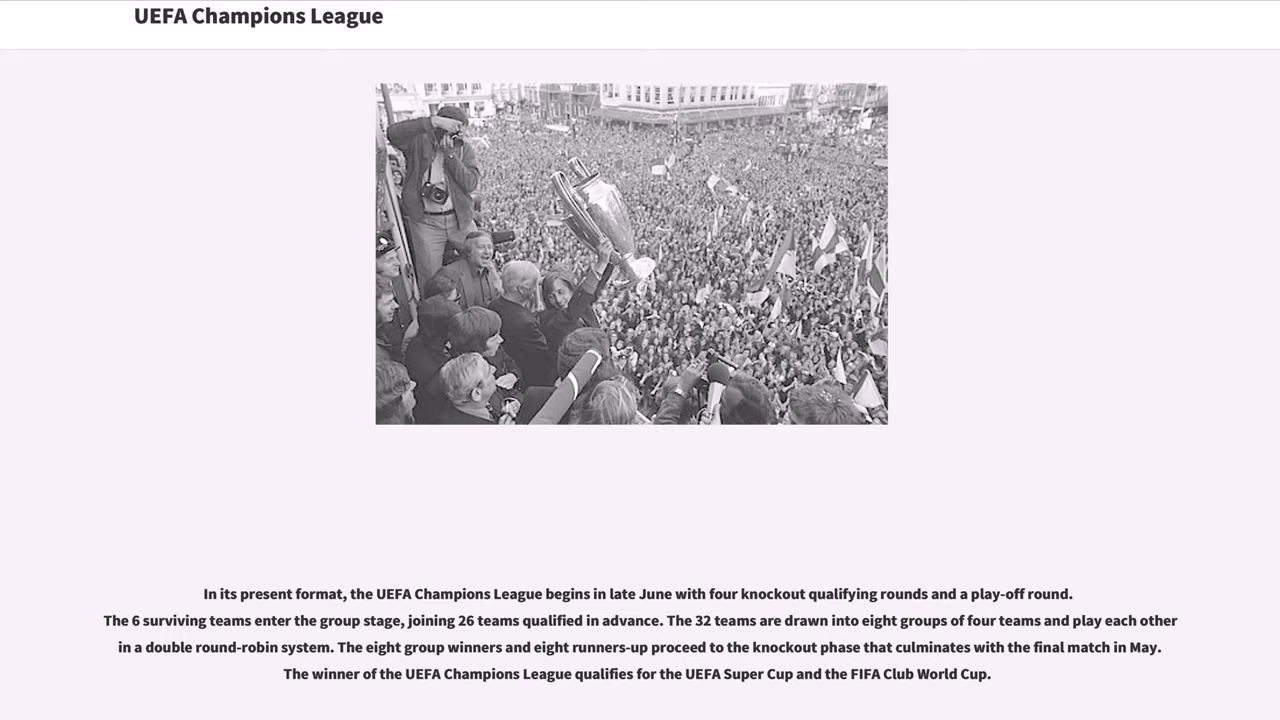 UEFA Champions League
In its present format, the UEFA Champions League begins in late June with four knockout qualifying rounds and a play-off round.
The 6 surviving teams enter the group stage, joining 26 teams qualified in advance. The 32 teams are drawn into eight groups of four teams and play each other
in a double round-robin system. The eight group winners and eight runners-up proceed to the knockout phase that culminates with the final match in May.
The winner of the UEFA Champions League qualifies for the UEFA Super Cup and the FIFA Club World Cup.